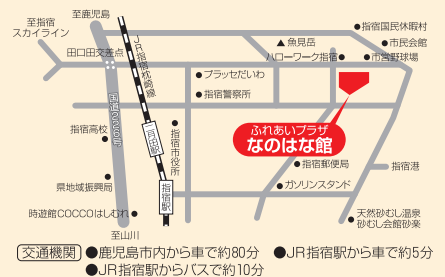 至鹿児島
至指宿
スカイライン
田口田交差点
JR指宿枕崎線
指宿国民休暇村
市民会館
▲魚見岳
ハローワーク指宿●
市営野球場
●プラッセだいわ
●指宿警察所
国道226号
ふれあいプラザ
なのはな館
指宿高校
二月田駅
指宿市役所
●指宿郵便局
指宿港
県地域振興局
指宿駅
●ガソリンスタンド
時遊館COCCOはしむれ●
天然砂むし温泉
砂むし会館砂楽
至山川
交通機関 ●鹿児島市内から車で約80分 ●JR指宿駅から車で約5分
●JR指宿駅からバスで約10分